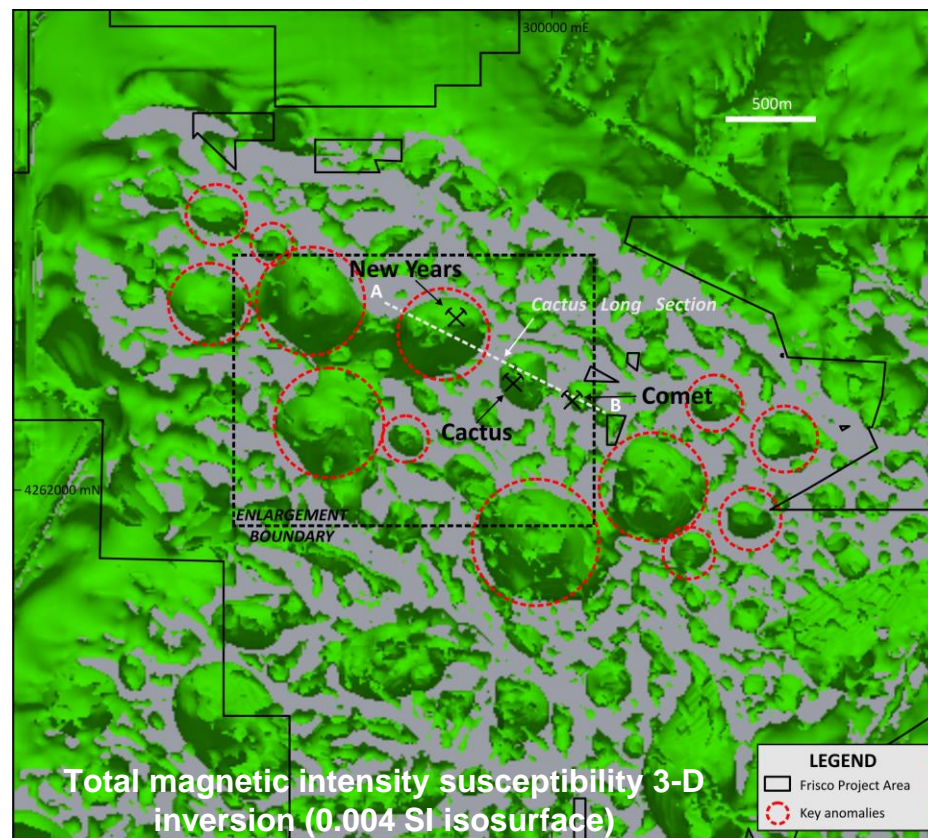 300000 mE
500m
New Years
A
Cactus Long Section
Comet
B
Cactus
4262000 mN
ENLARGEMENT
BOUNDARY
LEGEND
Frisco Project Area
Key anomalies
Total magnetic intensity susceptibility 3-D
inversion (0.004 SI isosurface)